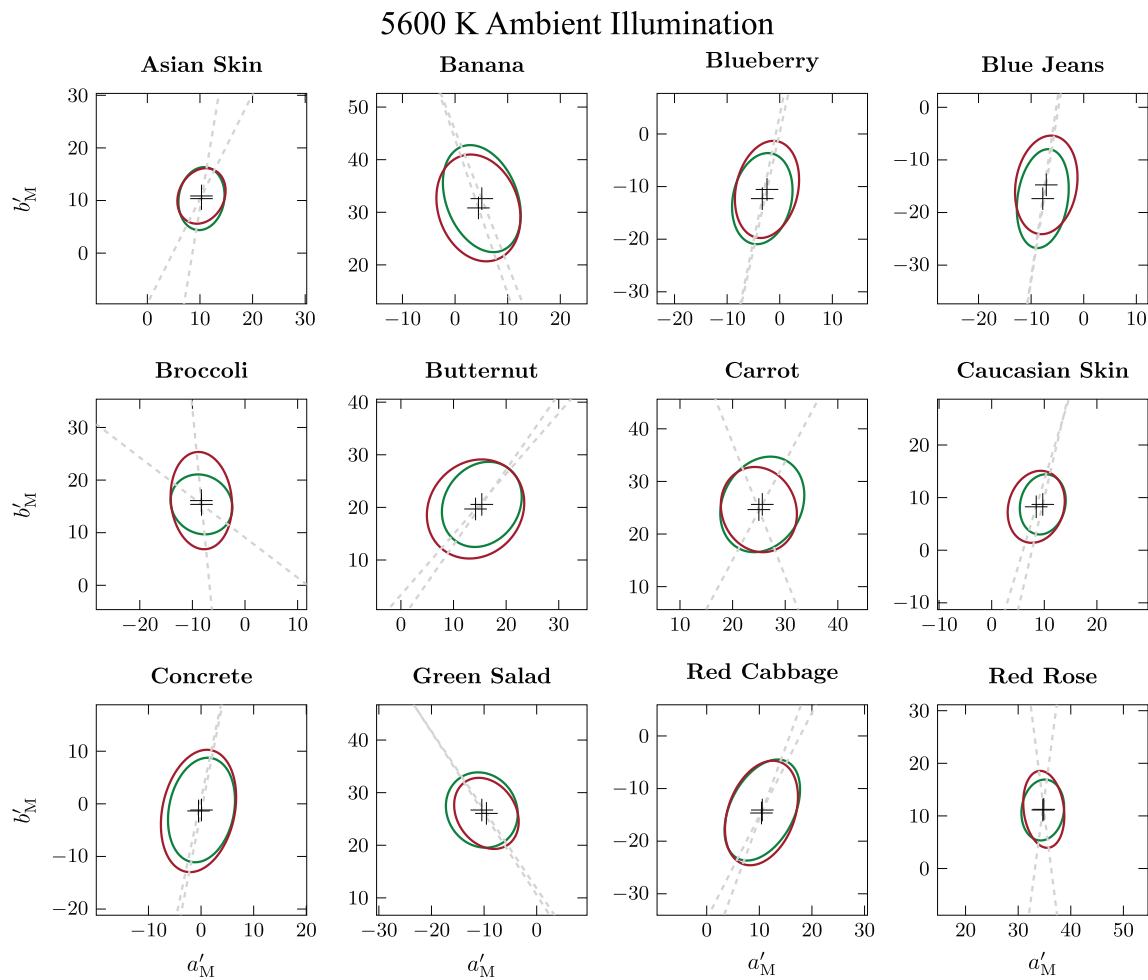 5600 K Ambient Illumination
Asian Skin Banana Blueberry Blue Jeans
30 20 10 0
50 40 30 20
0 −10 −20 −30
0 −10 −20 −30
b′M
0 10 20 30
−10 0 10 20
−20 −10 0 10
−20 −10 0 10
Broccoli Butternut Carrot Caucasian Skin
30 20 10 0
40 30 20 10
40 30 20 10
20 10 0 −10
b′M
−20 −10 0 10
0 10 20 30
10 20 30 40
−10 0 10 20
Concrete Green Salad Red Cabbage Red Rose
10 0 −10 −20
40 30 20 10
0 −10 −20 −30
30 20 10 0
b′M
−10 0 10 20
−30 −20 −10 0
0 10 20 30
20 30 40 50
a′M a′M a′M a′M